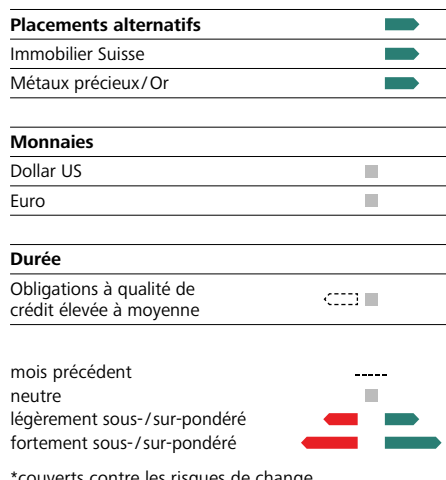 Placements alternatifs
Immobilier Suisse
Métaux précieux/Or
Monnaies
Dollar US
Euro
Durée
Obligations à qualité de
crédit élevée à moyenne
mois précédent
neutre
légèrement sous-/sur-pondéré
fortement sous-/sur-pondéré
*couverts contre les risques de change